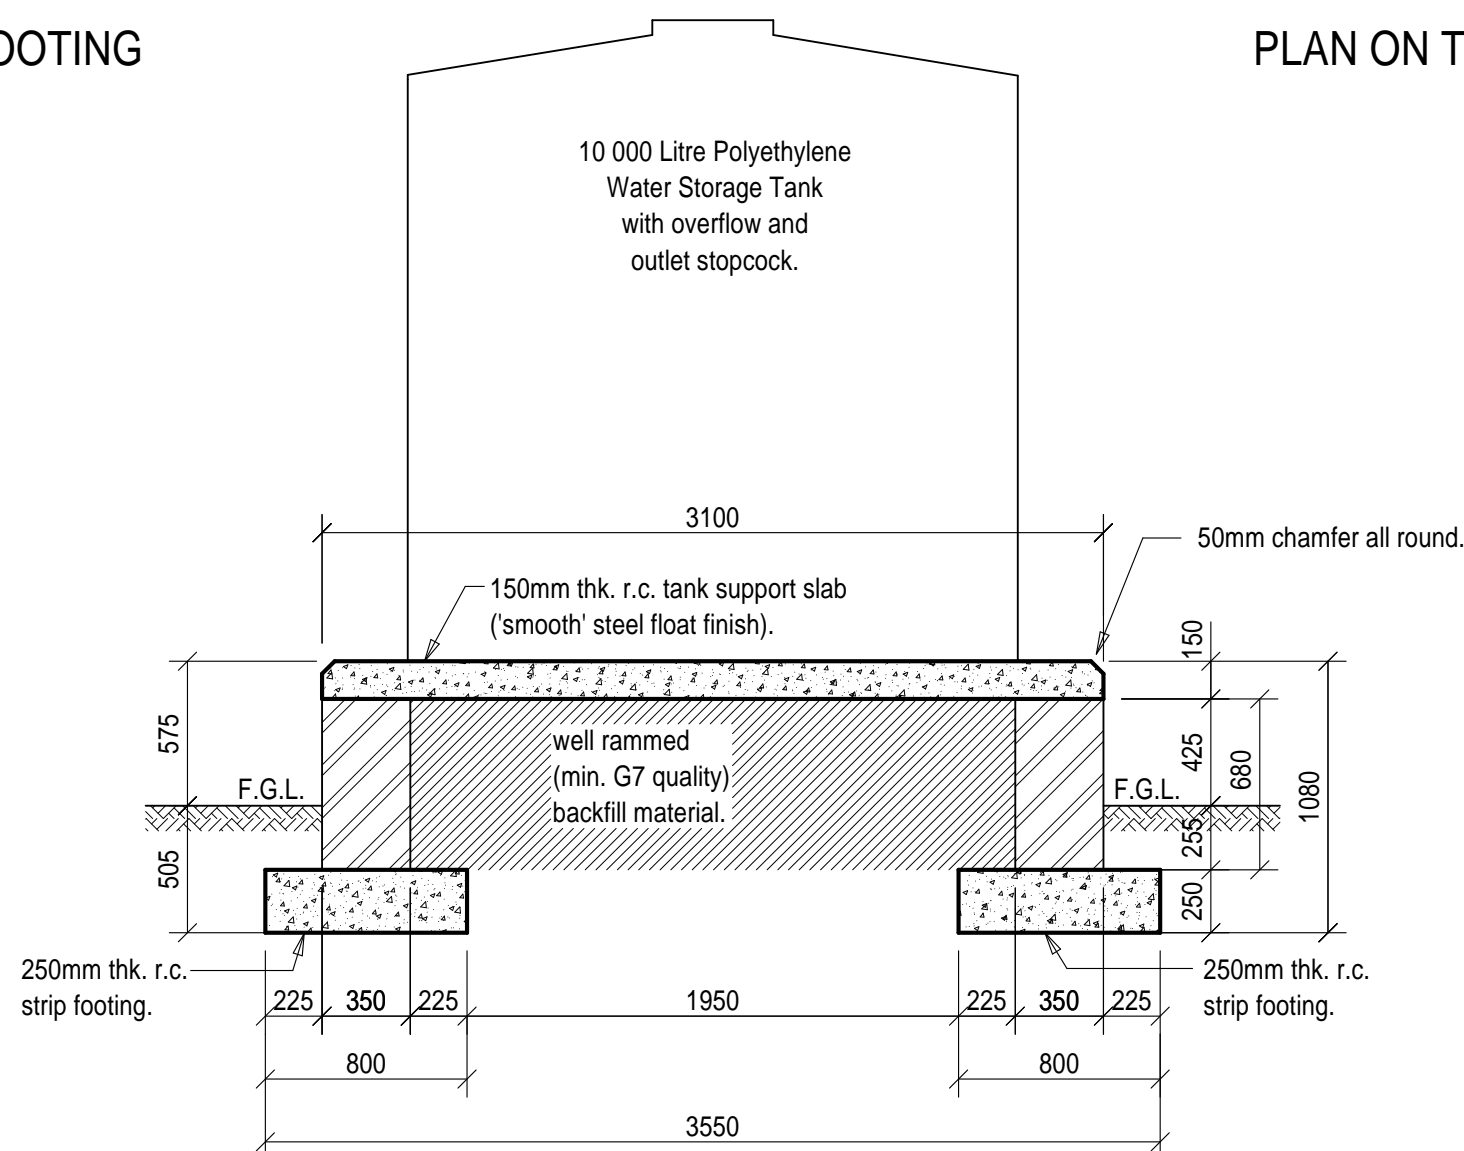 OOTING
PLAN ON T
10 000 Litre Polyethylene
Water Storage Tank
with overflow and
outlet stopcock.
3100
50mm chamfer all round.
150mm thk. r.c. tank support slab
('smooth' steel float finish).
150
575
425
680
1080
well rammed
(min. G7 quality)
backfill material.
F.G.L.
F.G.L.
255
505
250
250mm thk. r.c.
strip footing.
250mm thk. r.c.
strip footing.
225 350 225 1950 225 350 225
800 800
3550